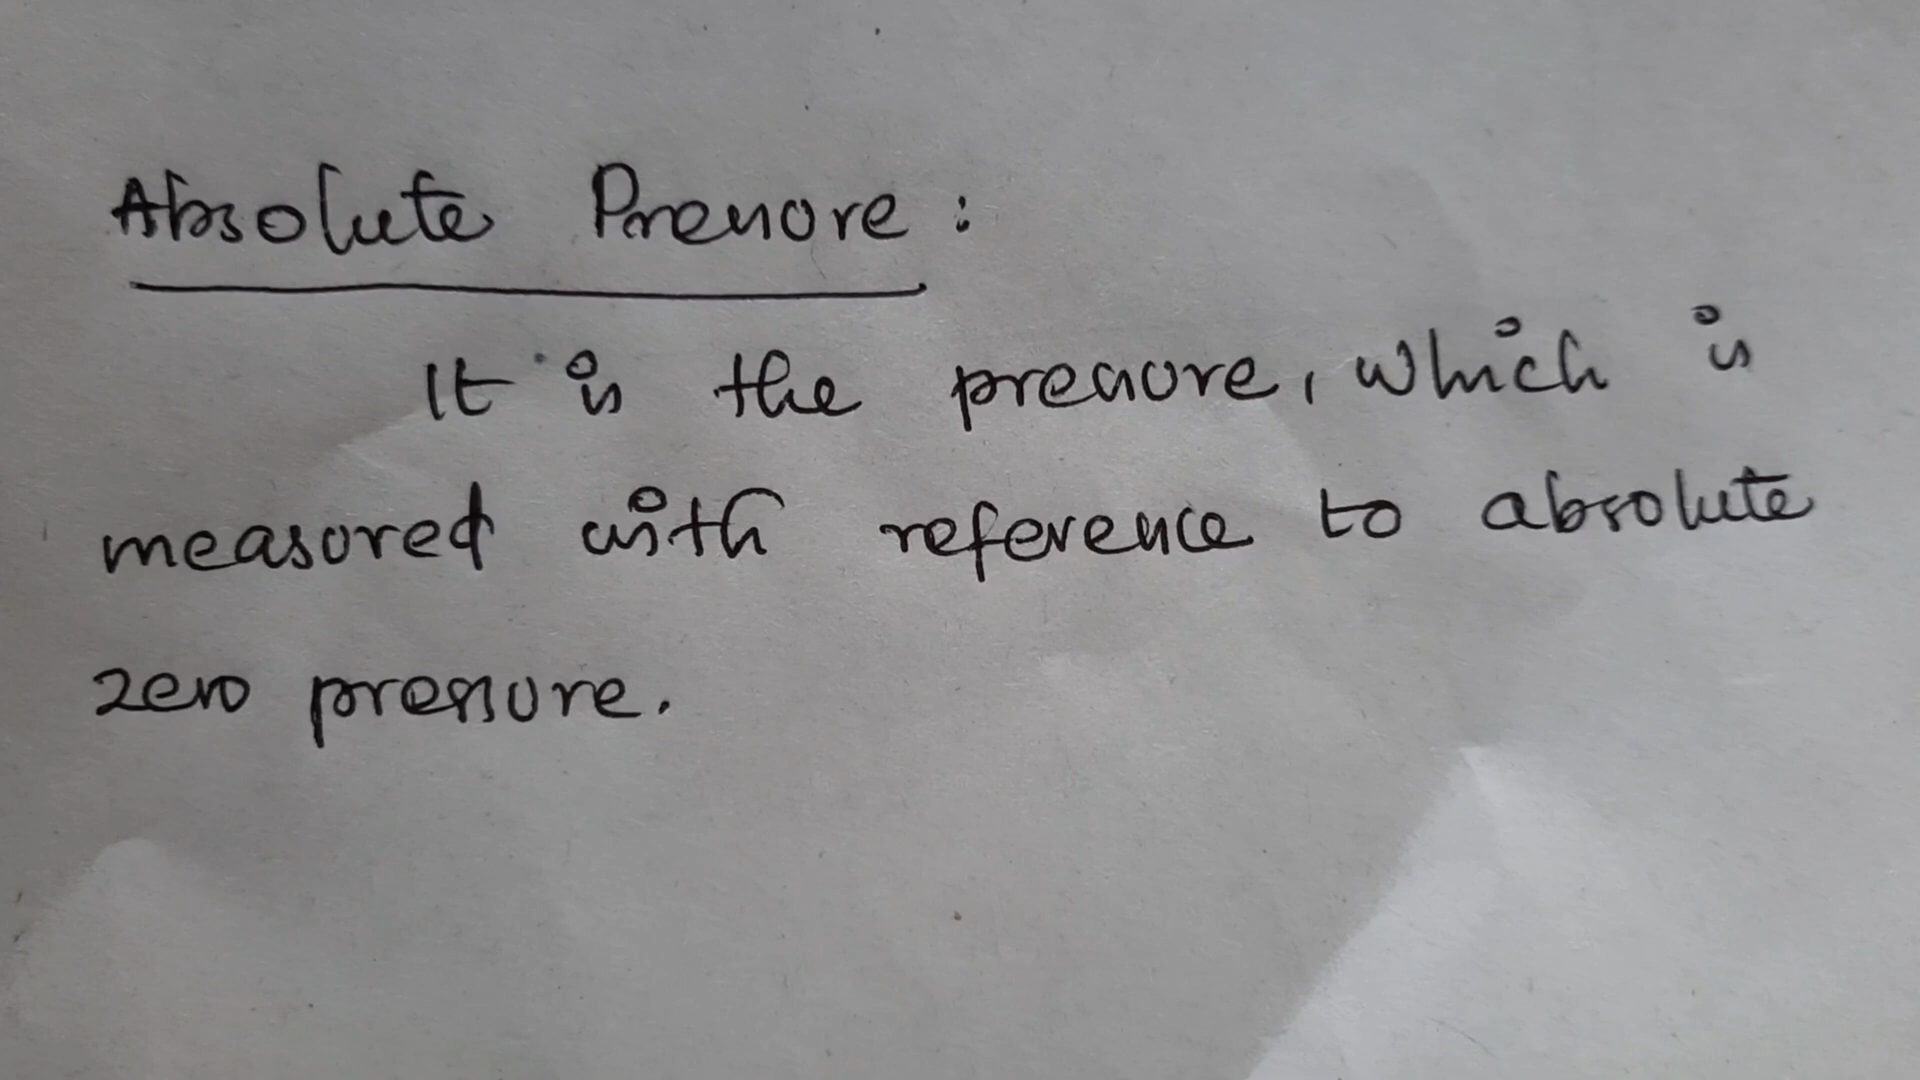 Absolute Pressure :
It is the pressure, which is
measured with reference to absolute
zero pressure.